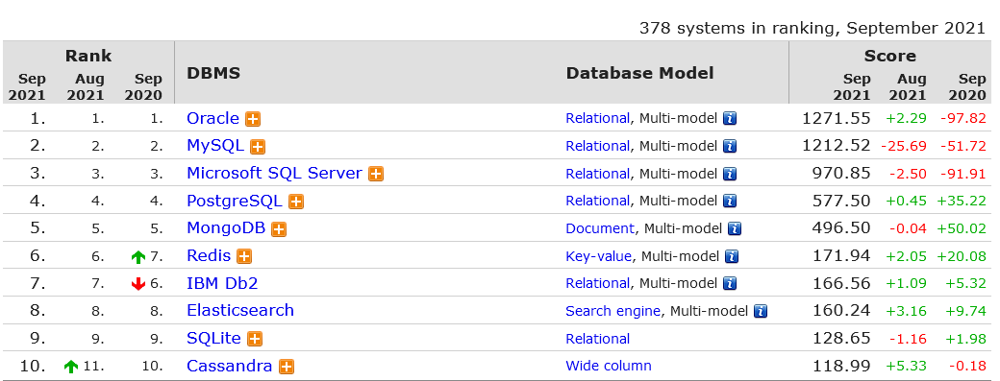 378 systems in ranking, September 2021
Rank DBMS Database Model Score
Sep 2021 Aug 2021 Sep 2020 Sep 2021 Aug 2021 Sep 2020
1. 1. 1. Oracle Relational, Multi-model 1271.55 +2.29 -97.82
2. 2. 2. MySQL Relational, Multi-model 1212.52 -25.69 -51.72
3. 3. 3. Microsoft SQL Server Relational, Multi-model 970.85 -2.50 -91.91
4. 4. 4. PostgreSQL Relational, Multi-model 577.50 +0.45 +35.22
5. 5. 5. MongoDB Document, Multi-model 496.50 -0.04 +50.02
6. 6. 7. Redis Key-value, Multi-model 171.94 +2.05 +20.08
7. 7. 6. IBM Db2 Relational, Multi-model 166.56 +1.09 +5.32
8. 8. 8. Elasticsearch Search engine, Multi-model 160.24 +3.16 +9.74
9. 9. 9. SQLite Relational 128.65 -1.16 +1.98
10. 11. 10. Cassandra Wide column 118.99 +5.33 -0.18